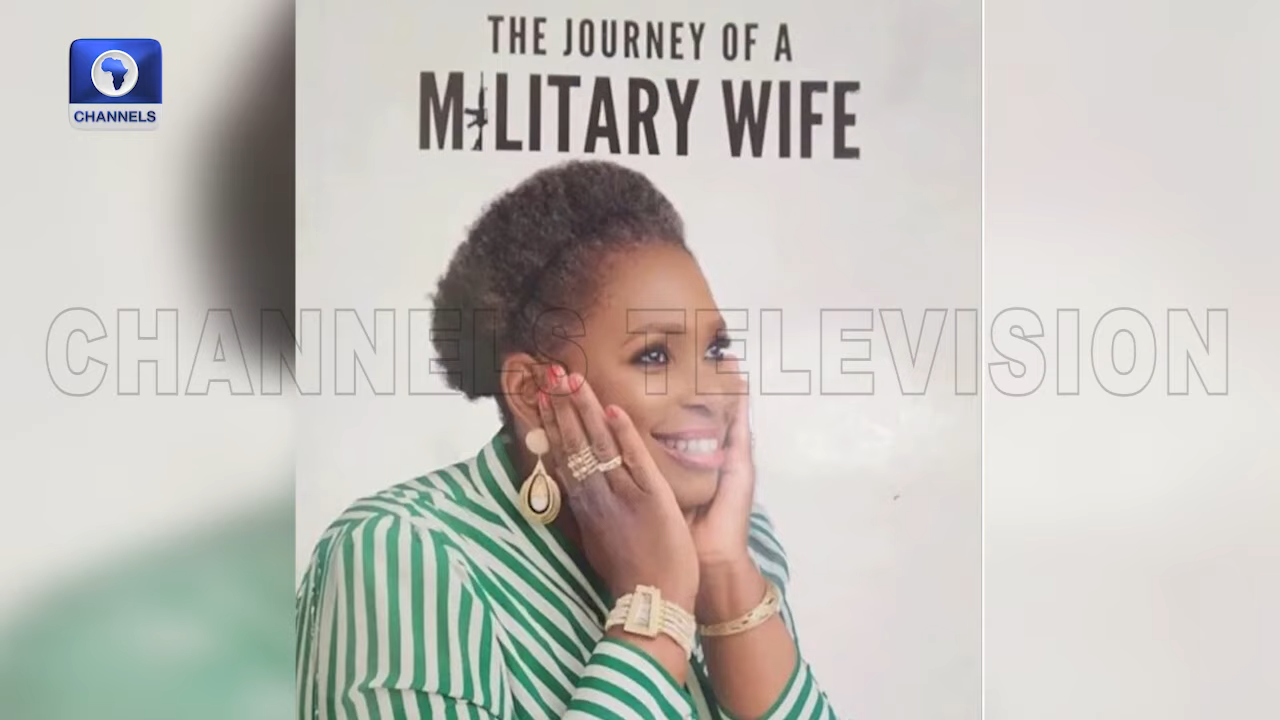 THE JOURNEY OF A
MILITARY WIFE
CHANNELS
CHANNELS TELEVISION